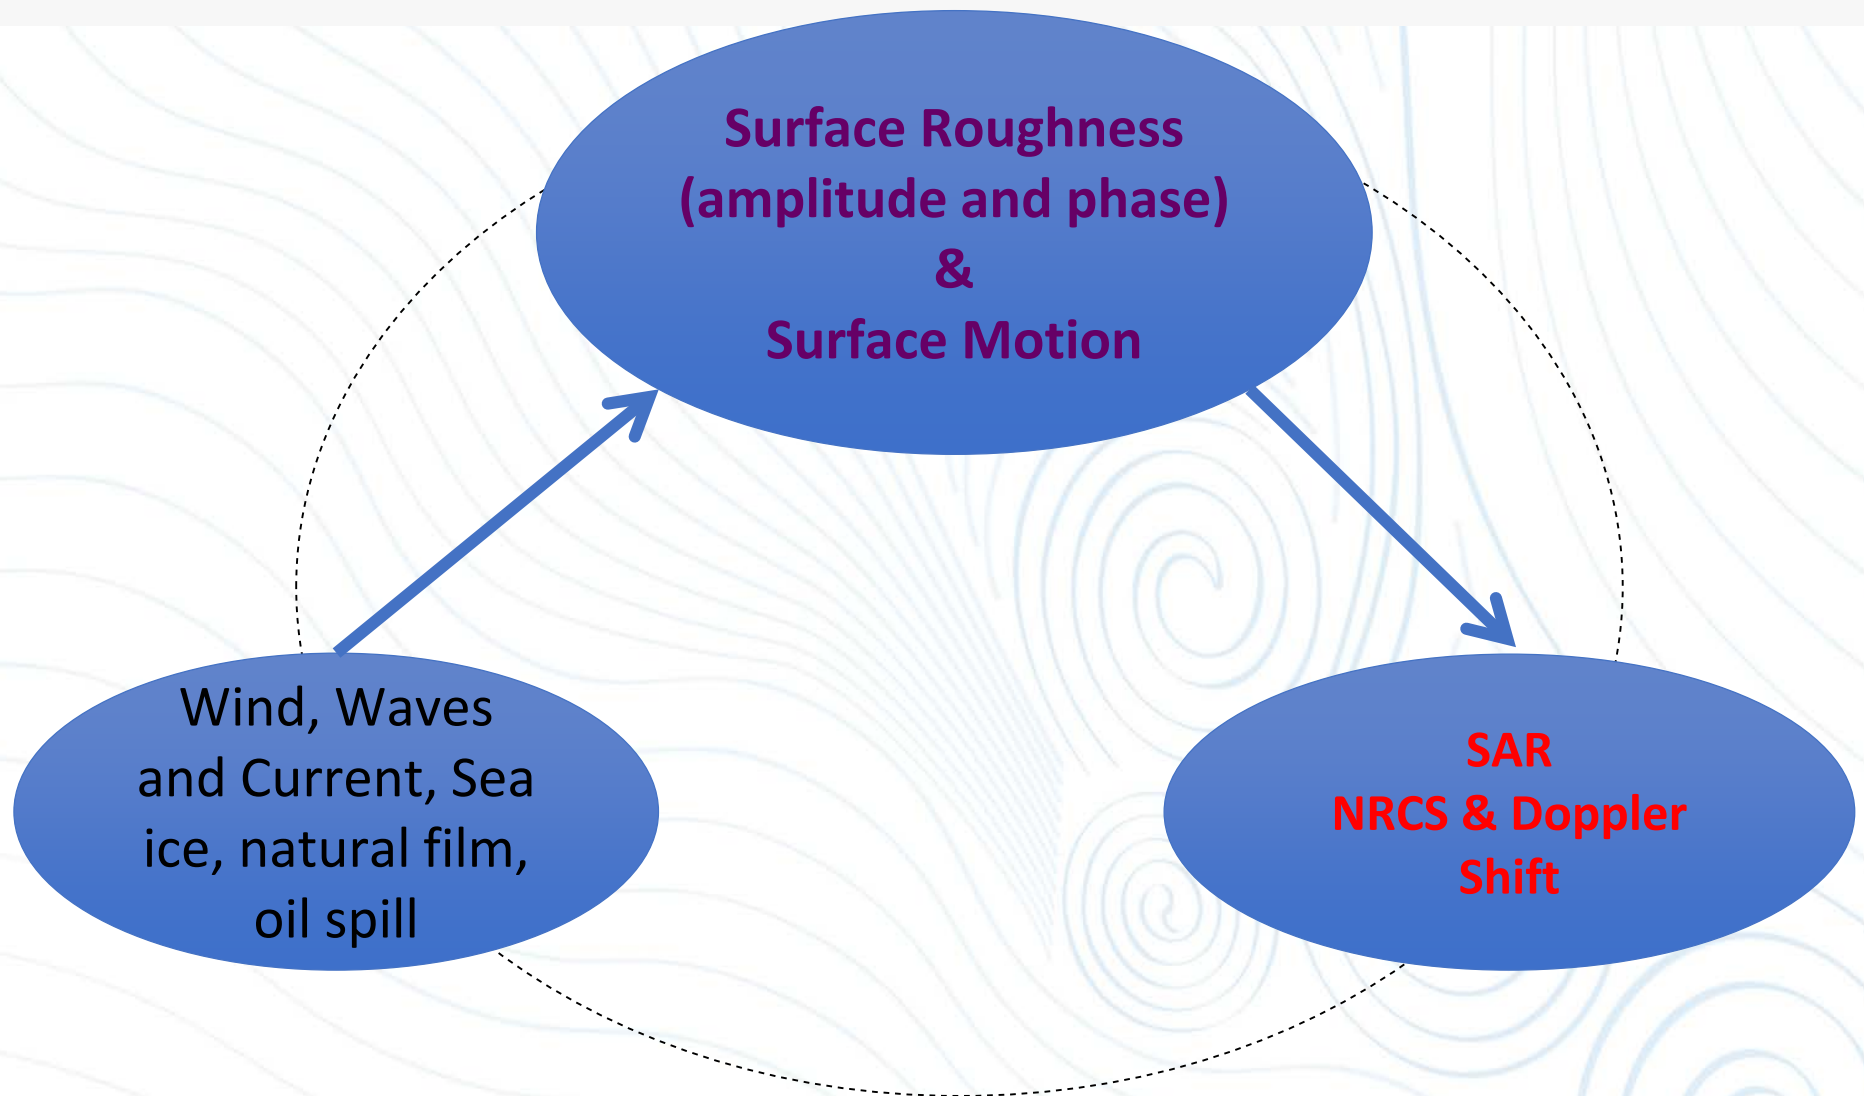 Surface Roughness
(amplitude and phase)
&
Surface Motion
Wind, Waves
and Current, Sea
ice, natural film,
oil spill
SAR
NRCS & Doppler
Shift